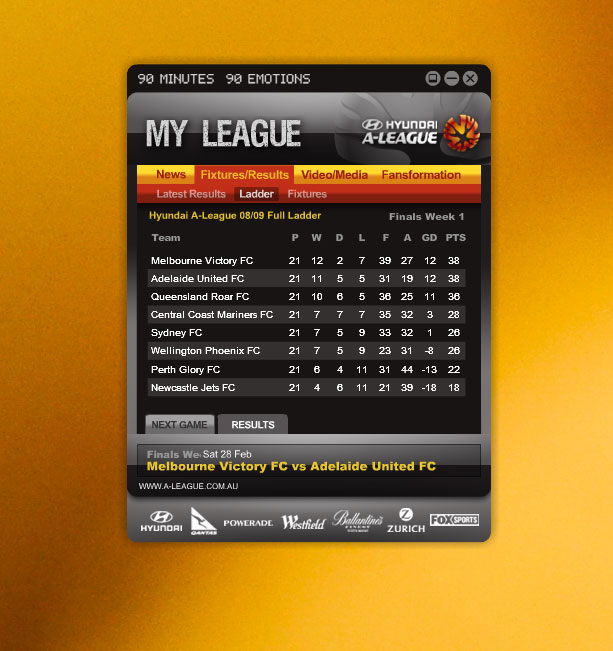 90 MINUTES 90 EMOTIONS
MY LEAGUE
HYUNDAI
A-LEAGUE
News Fixtures/Results Video/Media Fansformation
Latest Results Ladder Fixtures
Hyundai A-League 08/09 Full Ladder Finals Week 1
Team P W D L F A GD PTS
Melbourne Victory FC 21 12 2 7 39 27 12 38
Adelaide United FC 21 11 5 5 31 19 12 38
Queensland Roar FC 21 10 6 5 36 25 11 36
Central Coast Mariners FC 21 7 7 7 35 32 3 28
Sydney FC 21 7 5 9 33 32 1 26
Wellington Phoenix FC 21 7 5 9 23 31 -8 26
Perth Glory FC 21 6 4 11 31 44 -13 22
Newcastle Jets FC 21 4 6 11 21 39 -18 18
NEXT GAME RESULTS
Finals We Sat 28 Feb
Melbourne Victory FC vs Adelaide United FC
WWW.A-LEAGUE.COM.AU
HYUNDAI QANTAS POWERADE Westfield Ballantine's FINEST ZURICH FOX SPORTS